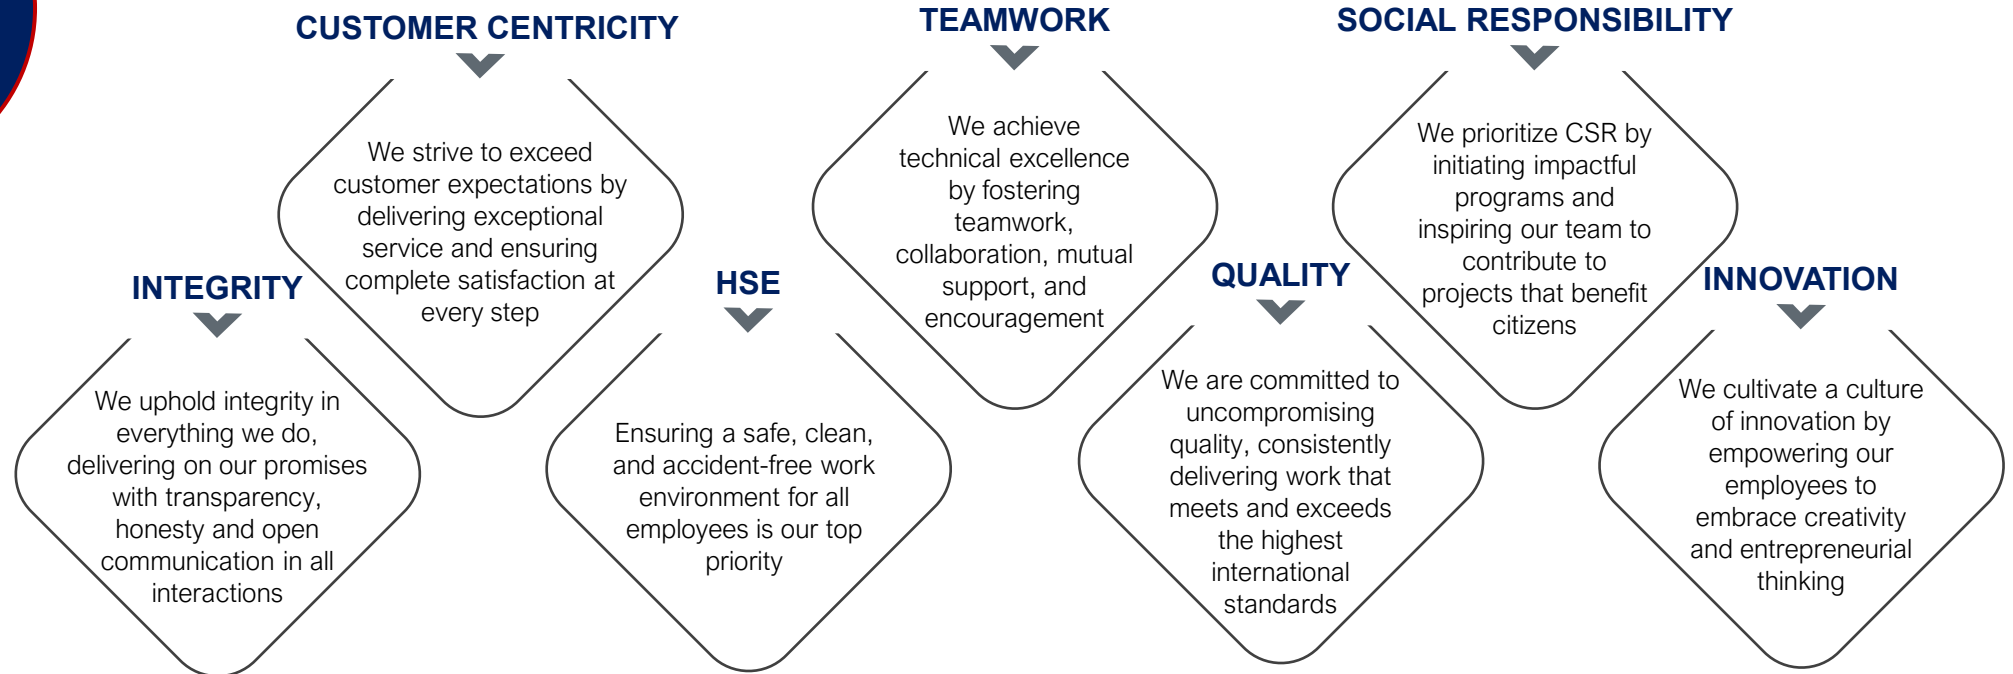 INTEGRITY
We uphold integrity in
everything we do,
delivering on our promises
with transparency,
honesty and open
communication in all
interactions
CUSTOMER CENTRICITY
We strive to exceed
customer expectations by
delivering exceptional
service and ensuring
complete satisfaction at
every step
HSE
Ensuring a safe, clean,
and accident-free work
environment for all
employees is our top
priority
TEAMWORK
We achieve
technical excellence
by fostering
teamwork,
collaboration, mutual
support, and
encouragement
QUALITY
We are committed to
uncompromising
quality, consistently
delivering work that
meets and exceeds
the highest
international
standards
SOCIAL RESPONSIBILITY
We prioritize CSR by
initiating impactful
programs and
inspiring our team to
contribute to
projects that benefit
citizens
INNOVATION
We cultivate a culture
of innovation by
empowering our
employees to
embrace creativity
and entrepreneurial
thinking